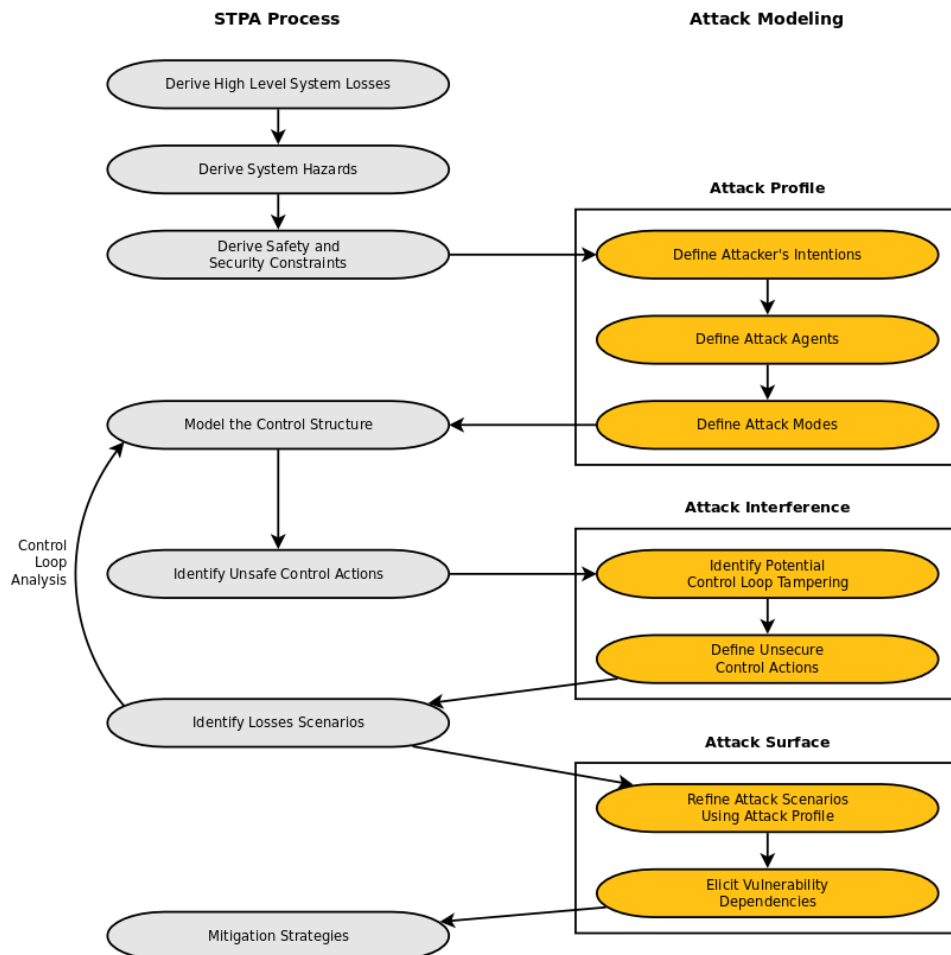 STPA Process
Attack Modeling
Derive High Level System Losses
Derive System Hazards
Attack Profile
Derive Safety and
Security Constraints
Define Attacker's Intentions
Define Attack Agents
Model the Control Structure
Define Attack Modes
Attack Interference
Control
Loop
Analysis
Identify Unsafe Control Actions
Identify Potential
Control Loop Tampering
Define Unsecure
Control Actions
Identify Losses Scenarios
Attack Surface
Refine Attack Scenarios
Using Attack Profile
Elicit Vulnerability
Dependencies
Mitigation Strategies